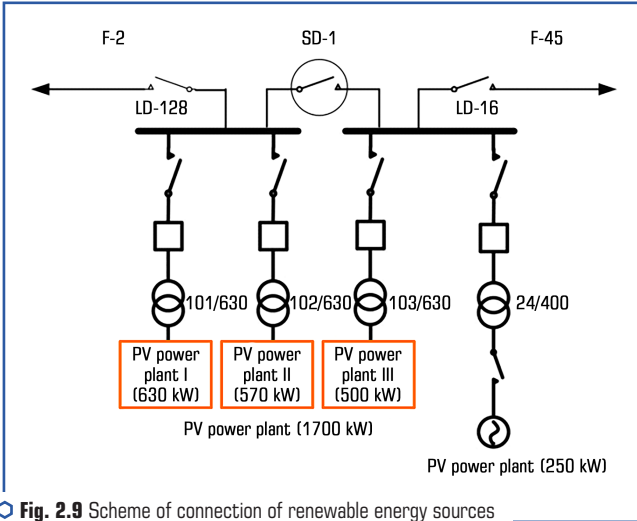 F-2
SD-1
F-45
LD-128
LD-16
101/630
102/630
103/630
24/400
PV power
plant I
(630 kW)
PV power
plant II
(570 kW)
PV power
plant III
(500 kW)
PV power plant (1700 kW)
PV power plant (250 kW)
Fig. 2.9 Scheme of connection of renewable energy sources